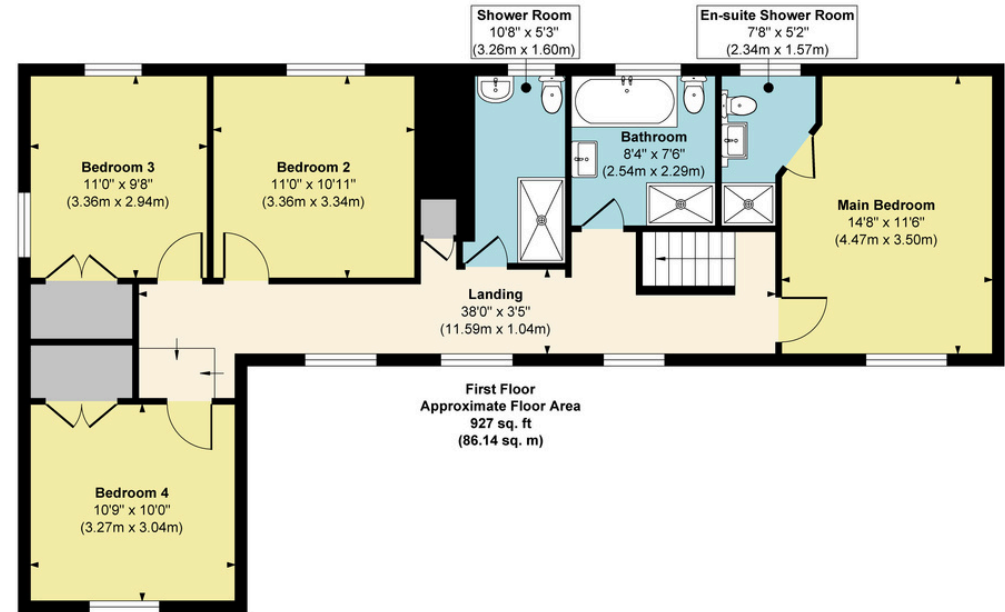 Shower Room
10'8" x 5'3"
(3.26m x 1.60m)
En-suite Shower Room
7'8" x 5'2"
(2.34m x 1.57m)
Bedroom 3
11'0" x 9'8"
(3.36m x 2.94m)
Bedroom 2
11'0" x 10'11"
(3.36m x 3.34m)
Bathroom
8'4" x 7'6"
(2.54m x 2.29m)
Main Bedroom
14'8" x 11'6"
(4.47m x 3.50m)
Landing
38'0" x 3'5"
(11.59m x 1.04m)
First Floor
Approximate Floor Area
927 sq. ft
(86.14 sq. m)
Bedroom 4
10'9" x 10'0"
(3.27m x 3.04m)